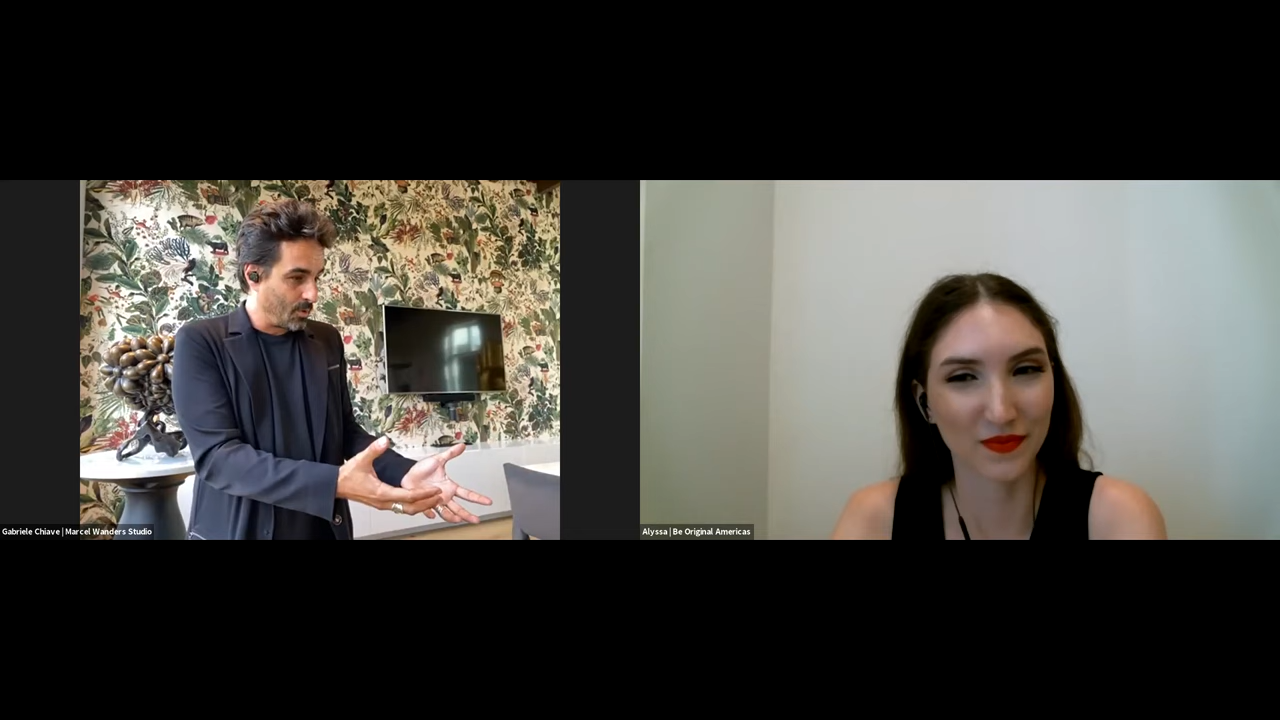 Gabriele Chiave | Marcel Wanders Studio
Alyssa | Be Original Americas